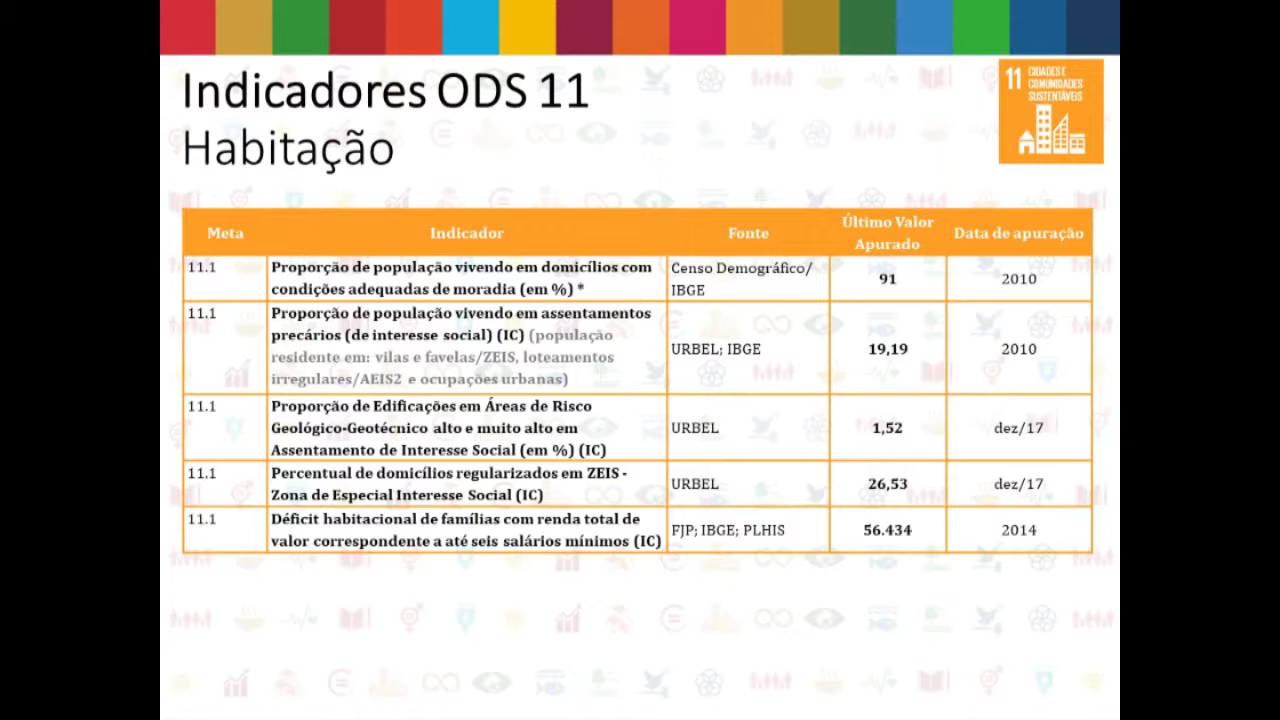 Indicadores ODS 11
Habitação
11 CIDADES E
COMUNIDADES
SUSTENTÁVEIS
Meta Indicador Fonte Último Valor Apurado Data de apuração
11.1 Proporção de população vivendo em domicílios com
condições adequadas de moradia (em %) *
Censo Demográfico/
IBGE
91
2010
11.1 Proporção de população vivendo em assentamentos
precários (de interesse social) (IC) (população
residente em: vilas e favelas/ZEIS, loteamentos
irregulares/AEIS2 e ocupações urbanas)
URBEL; IBGE
19,19
2010
11.1 Proporção de Edificações em Áreas de Risco
Geológico-Geotécnico alto e muito alto em
Assentamento de Interesse Social (em %) (IC)
URBEL
1,52
dez/17
11.1 Percentual de domicílios regularizados em ZEIS -
Zona de Especial Interesse Social (IC)
URBEL
26,53
dez/17
11.1 Déficit habitacional de famílias com renda total de
valor correspondente a até seis salários mínimos (IC)
FJP; IBGE; PLHIS
56.434
2014